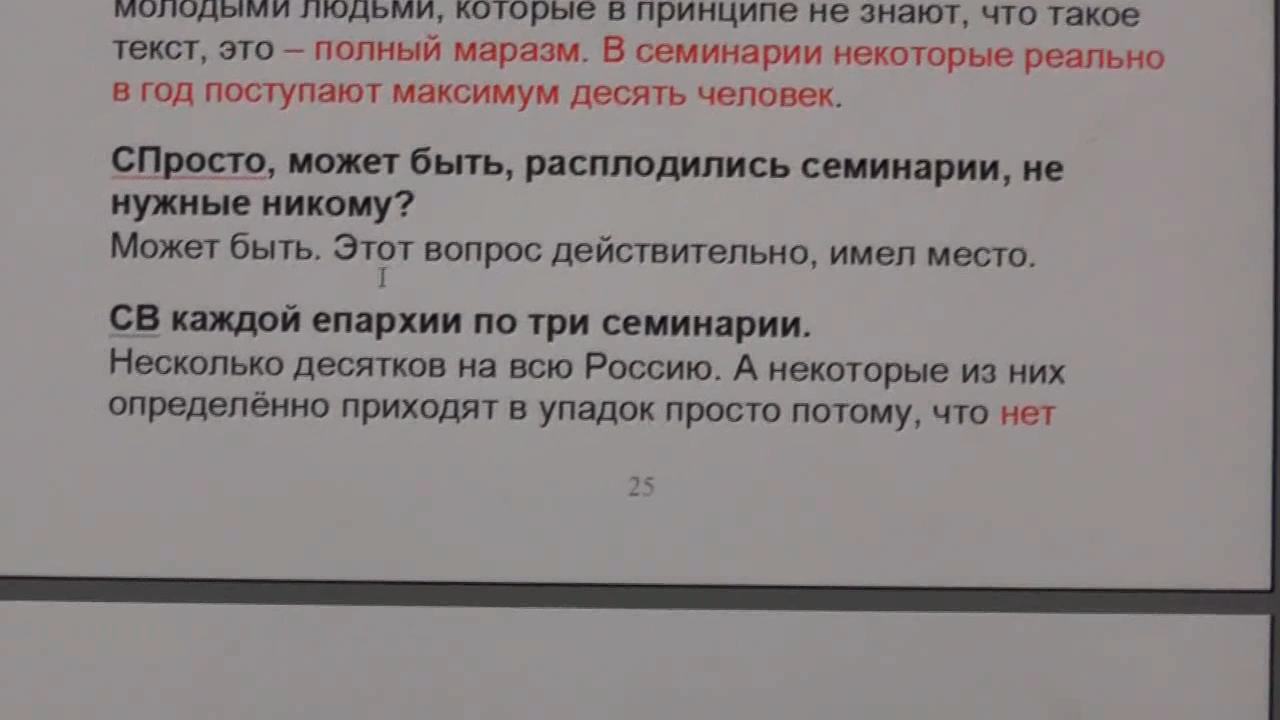 молодыми людьми, которые в принципе не знают, что такое
текст, это – полный маразм. В семинарии некоторые реально
в год поступают максимум десять человек.
СПросто, может быть, расплодились семинарии, не
нужные никому?
Может быть. Этот вопрос действительно, имел место.
СВ каждой епархии по три семинарии.
Несколько десятков на всю Россию. А некоторые из них
определённо приходят в упадок просто потому, что нет
25